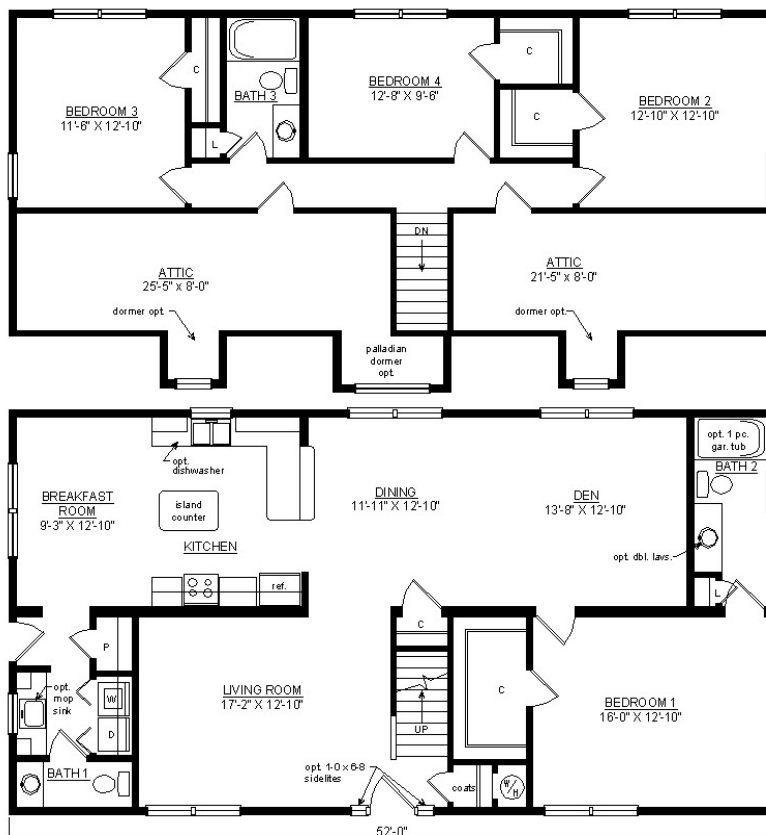 BEDROOM 3
11'-6" X 12'-10"
C
BATH 3
L
BEDROOM 4
12'-8" X 9'-6"
C
C
BEDROOM 2
12'-10" X 12'-10"
DN
ATTIC
25'-5" x 8'-0"
dormer opt.
ATTIC
21'-5" x 8'-0"
dormer opt.
palladian
dormer
opt.
opt.
dishwasher
BREAKFAST
ROOM
9'-3" X 12'-10"
island
counter
KITCHEN
ref.
DINING
11'-11" X 12'-10"
DEN
13'-8" X 12'-10"
opt. 1 pc.
gar. tub
BATH 2
opt. dbl. lavs.
L
P
C
opt.
mop
sink
W
D
BATH 1
LIVING ROOM
17'-2" X 12'-10"
UP
C
BEDROOM 1
16'-0" X 12'-10"
opt. 1-0 x 6-8
sidelites
coats
W/H
52'-0"